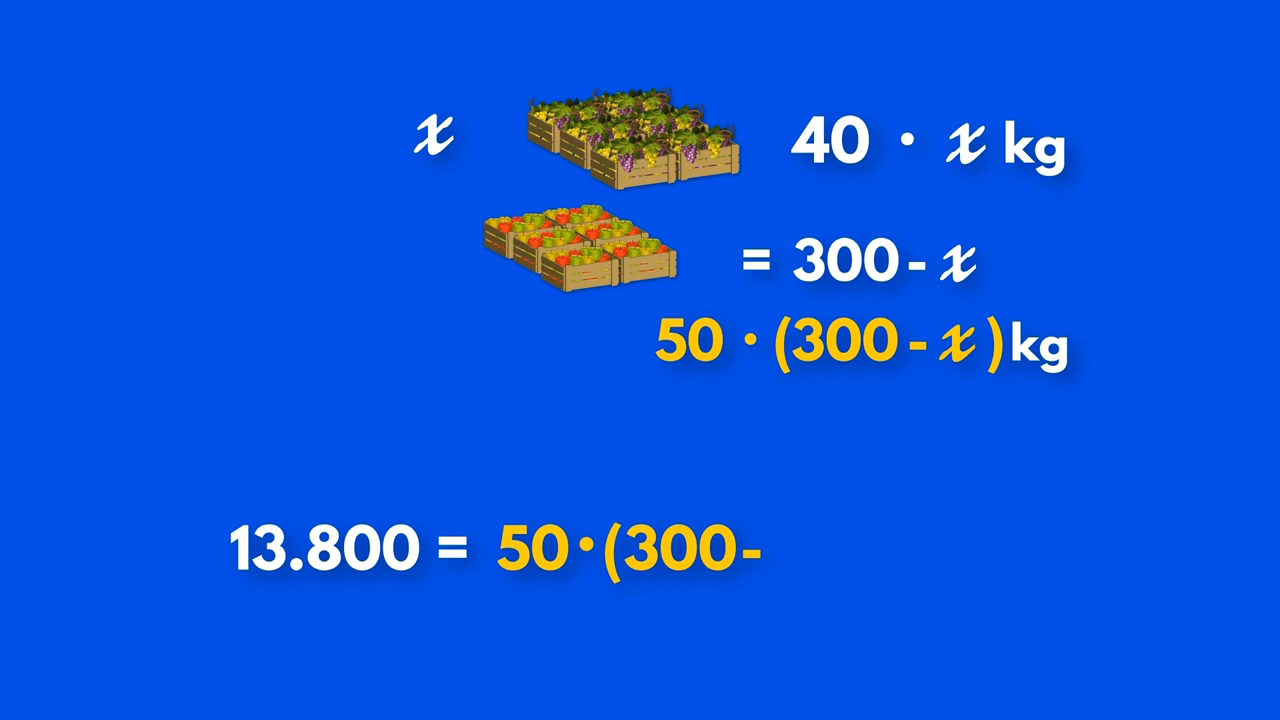 x 40 · x kg
= 300 - x
50 · (300 - x) kg
13.800 = 50 · (300 -